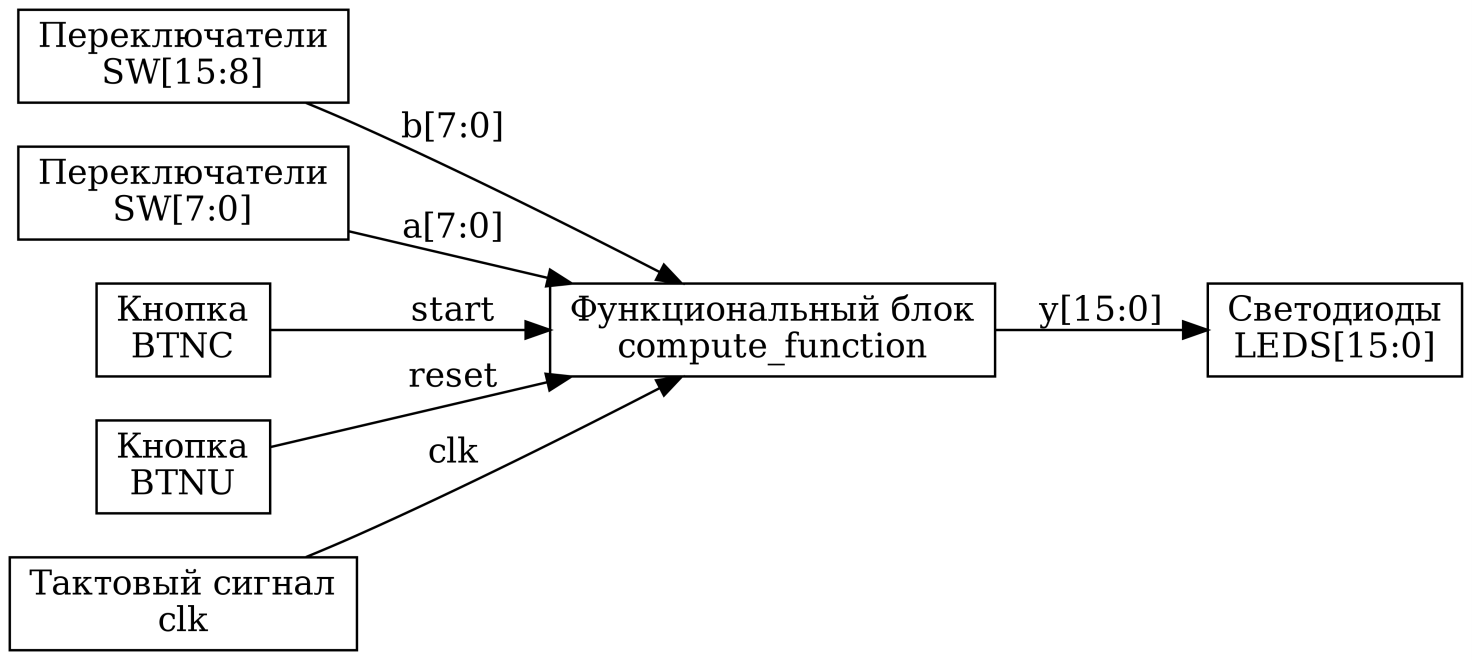 Переключатели
SW[15:8]
b[7:0]
Переключатели
SW[7:0]
a[7:0]
Кнопка
BTNC
start
Функциональный блок
compute_function
y[15:0]
Светодиоды
LEDS[15:0]
reset
Кнопка
BTNU
clk
Тактовый сигнал
clk